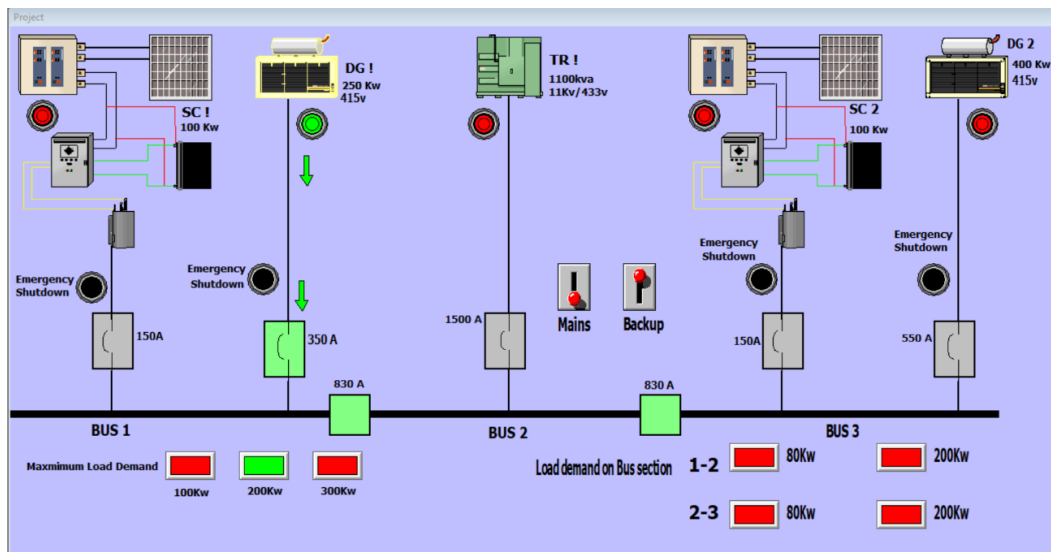 Project
SC !
100 Kw
DG !
250 Kw
415v
TR !
1100kva
11Kv/433v
SC 2
100 Kw
DG 2
400 Kw
415v
Emergency
Shutdown
Emergency
Shutdown
Emergency
Shutdown
Emergency
Shutdown
Mains
Backup
150A
350 A
1500 A
150A
550 A
830 A
830 A
BUS 1
BUS 2
BUS 3
Maxmimum Load Demand
100Kw
200Kw
300Kw
Load demand on Bus section
1-2
80Kw
200Kw
2-3
80Kw
200Kw